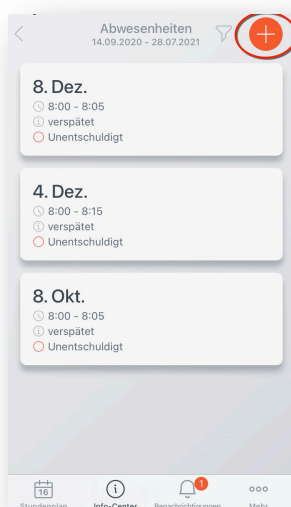 Abwesenheiten
14.09.2020 - 28.07.2021
8. Dez.
8:00 - 8:05
verspätet
Unentschuldigt
4. Dez.
8:00 - 8:15
verspätet
Unentschuldigt
8. Okt.
8:00 - 8:05
verspätet
Unentschuldigt
16
1
Stundenplan Info-Center Benachrichtigungen Mehr